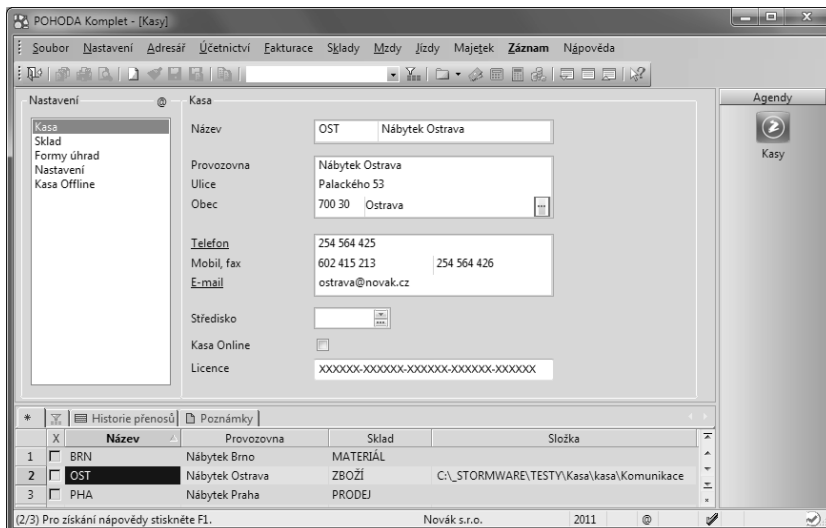 POHODA Komplet - [Kasy]
Soubor Nastavení Adresář Účetnictví Fakturace Sklady Mzdy Jízdy Majetek Záznam Nápověda
Nastavení @
Kasa
Sklad
Formy úhrad
Nastavení
Kasa Offline
Kasa
Název OST Nábytek Ostrava
Provozovna Nábytek Ostrava
Ulice Palackého 53
Obec 700 30 Ostrava
Telefon 254 564 425
Mobil, fax 602 415 213 254 564 426
E-mail ostrava@novak.cz
Středisko
Kasa Online
Licence XXXXXX-XXXXXX-XXXXXX-XXXXXX-XXXXXX
Agendy
Kasy
* Historie přenosů Poznámky
X Název Provozovna Sklad Složka
1 BRN Nábytek Brno MATERIÁL
2 OST Nábytek Ostrava ZBOŽÍ C:\_STORMWARE\TESTY\Kasa\kasa\Komunikace
3 PHA Nábytek Praha PRODEJ
(2/3) Pro získání nápovědy stiskněte F1. Novák s.r.o. 2011 @